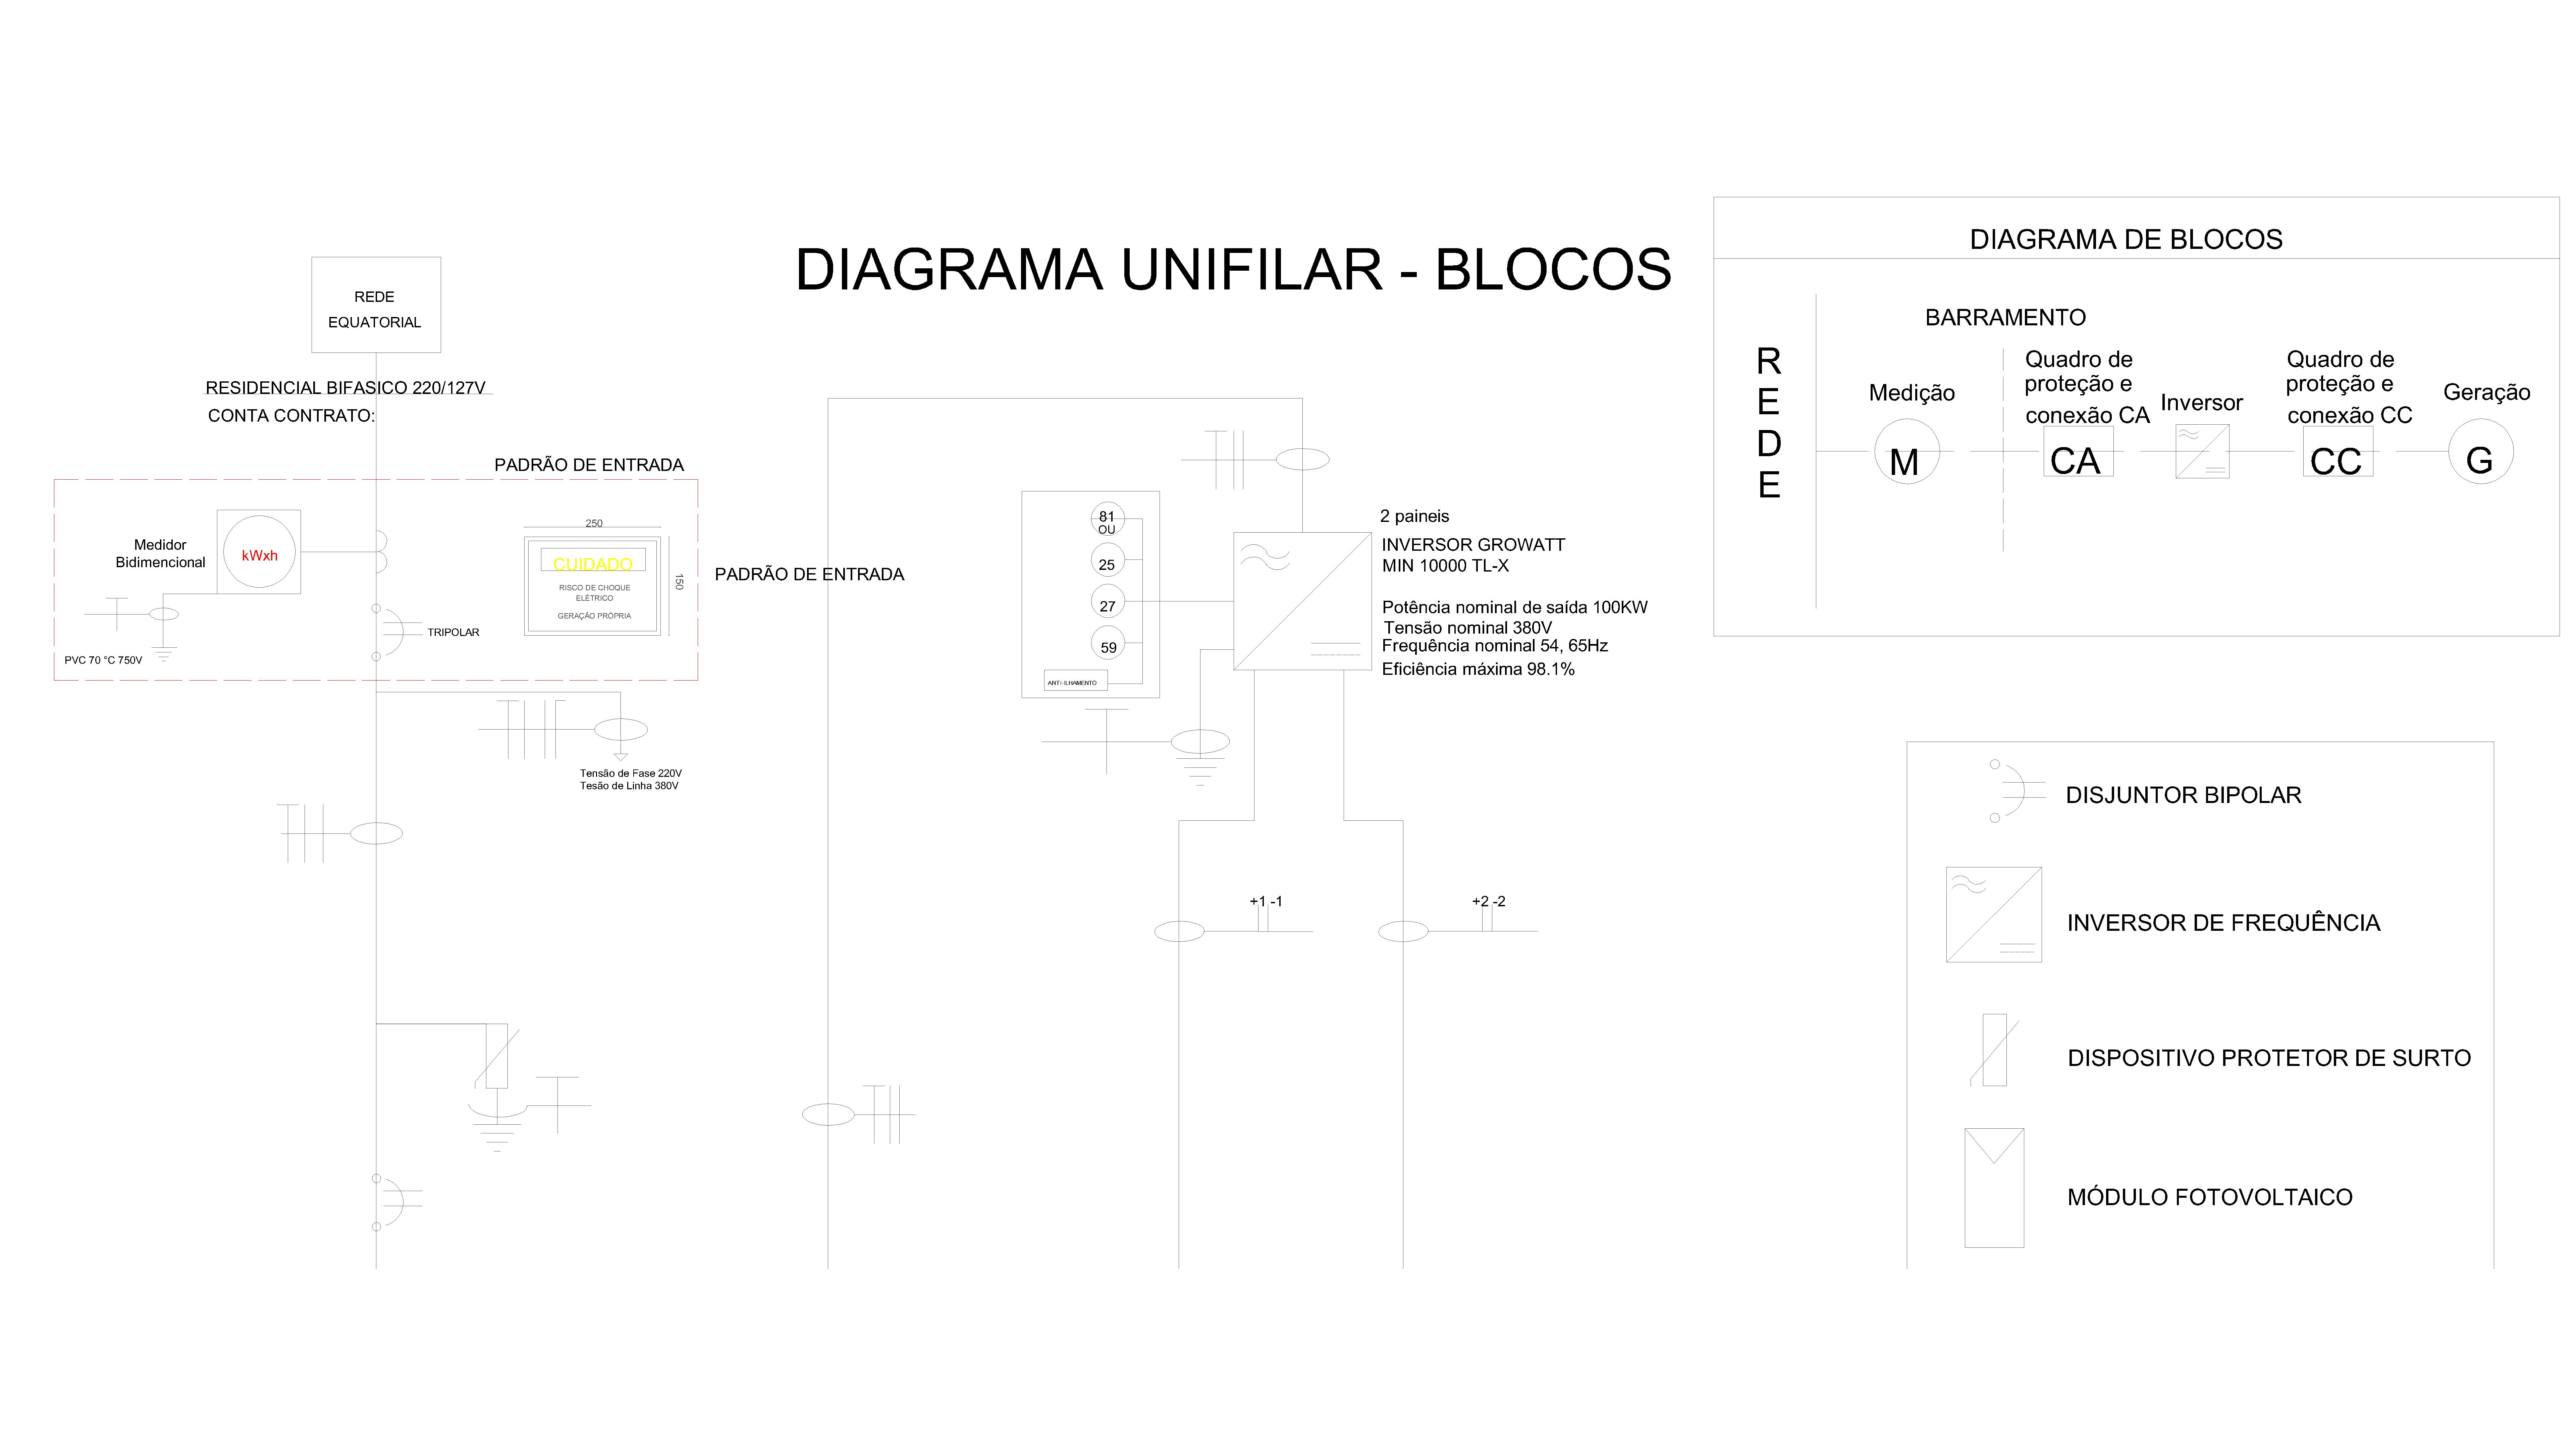 DIAGRAMA UNIFILAR - BLOCOS
REDE
EQUATORIAL
RESIDENCIAL BIFASICO 220/127V
CONTA CONTRATO:
PADRÃO DE ENTRADA
Medidor
Bidimencional
kWxh
PVC 70 °C 750V
TRIPOLAR
250
150
CUIDADO
RISCO DE CHOQUE
ELÉTRICO
GERAÇÃO PRÓPRIA
PADRÃO DE ENTRADA
Tensão de Fase 220V
Tesão de Linha 380V
81
OU
25
27
59
ANTI-ILHAMENTO
2 paineis
INVERSOR GROWATT
MIN 10000 TL-X
Potência nominal de saída 100KW
Tensão nominal 380V
Frequência nominal 54, 65Hz
Eficiência máxima 98.1%
+1 -1
+2 -2
DIAGRAMA DE BLOCOS
R
E
D
E
BARRAMENTO
Medição
M
Quadro de
proteção e
conexão CA
CA
Inversor
Quadro de
proteção e
conexão CC
CC
Geração
G
DISJUNTOR BIPOLAR
INVERSOR DE FREQUÊNCIA
DISPOSITIVO PROTETOR DE SURTO
MÓDULO FOTOVOLTAICO